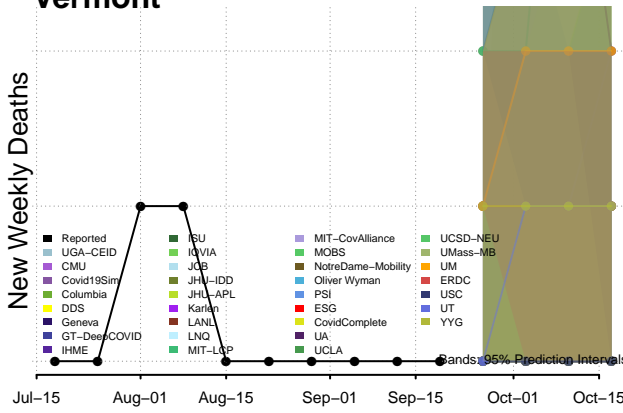 Vermont
New Weekly Deaths
Reported
UGA−CEID
CMU
Covid19Sim
Columbia
DDS
Geneva
GT−DeepCOVID
IHME
ISU
IQVIA
JCB
JHU−IDD
JHU−APL
Karlen
LANL
LNQ
MIT−LCP
MIT−CovAlliance
MOBS
NotreDame−Mobility
Oliver Wyman
PSI
ESG
CovidComplete
UA
UCLA
UCSD−NEU
UMass−MB
UM
ERDC
USC
UT
YYG
Bands: 95% Prediction Intervals
Jul−15 Aug−01 Aug−15 Sep−01 Sep−15 Oct−01 Oct−15